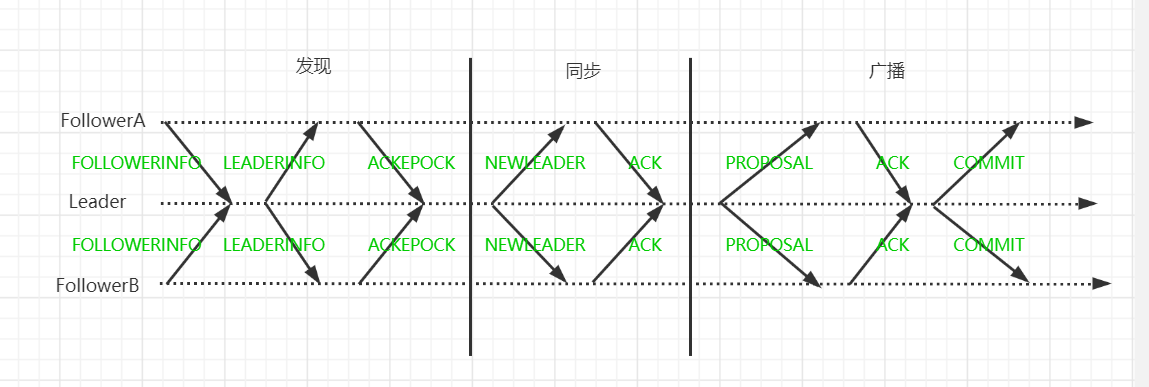 发现 同步 广播
FollowerA
FOLLOWERINFO LEADERINFO ACKEPOCK NEWLEADER ACK PROPOSAL ACK COMMIT
Leader
FOLLOWERINFO LEADERINFO ACKEPOCK NEWLEADER ACK PROPOSAL ACK COMMIT
FollowerB